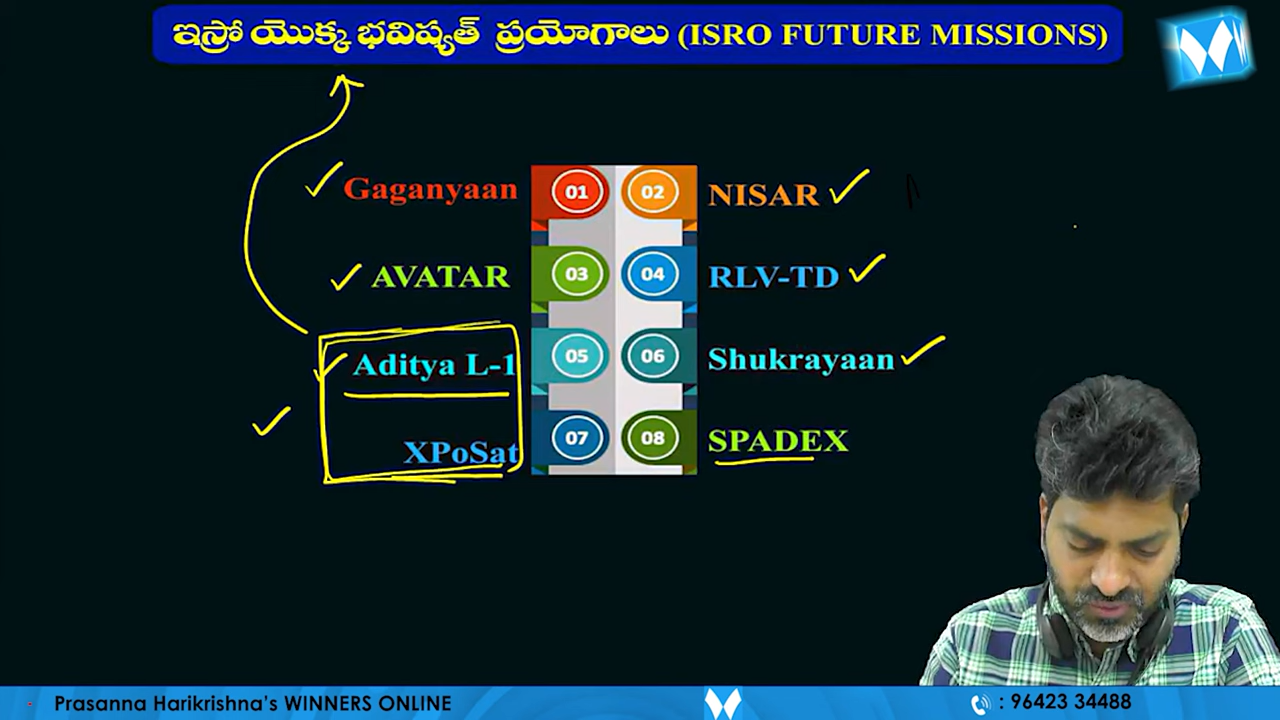 ఇస్రో యొక్క భవిష్యత్ ప్రయోగాలు (ISRO FUTURE MISSIONS)
Gaganyaan 01 02 NISAR
AVATAR 03 04 RLV-TD
Aditya L-1 05 06 Shukrayaan
XPoSat 07 08 SPADEX
Prasanna Harikrishna's WINNERS ONLINE
: 96423 34488